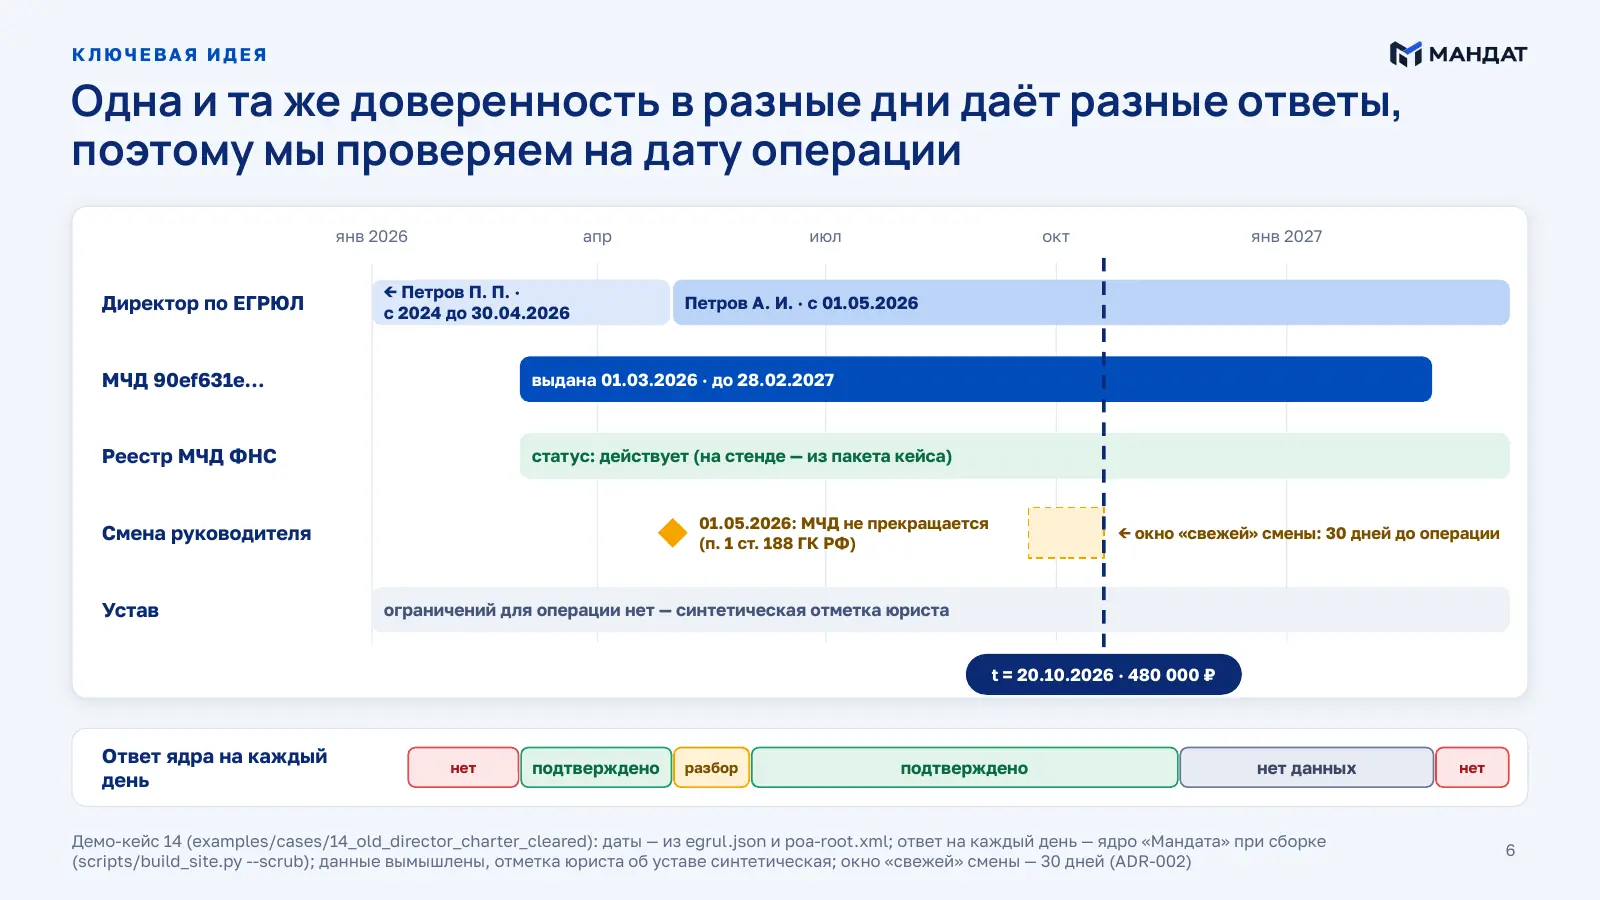 КЛЮЧЕВАЯ ИДЕЯ
МАНДАТ
Одна и та же доверенность в разные дни даёт разные ответы,
поэтому мы проверяем на дату операции
янв 2026
апр
июл
окт
янв 2027
Директор по ЕГРЮЛ
← Петров П. П. ·
с 2024 до 30.04.2026
Петров А. И. · с 01.05.2026
МЧД 90ef631e…
выдана 01.03.2026 · до 28.02.2027
Реестр МЧД ФНС
статус: действует (на стенде — из пакета кейса)
Смена руководителя
01.05.2026: МЧД не прекращается
(п. 1 ст. 188 ГК РФ)
← окно «свежей» смены: 30 дней до операции
Устав
ограничений для операции нет — синтетическая отметка юриста
t = 20.10.2026 · 480 000 ₽
Ответ ядра на каждый
день
нет
подтверждено
разбор
подтверждено
нет данных
нет
Демо-кейс 14 (examples/cases/14_old_director_charter_cleared): даты — из egrul.json и poa-root.xml; ответ на каждый день — ядро «Мандата» при сборке
(scripts/build_site.py --scrub); данные вымышлены, отметка юриста об уставе синтетическая; окно «свежей» смены — 30 дней (ADR-002)
6